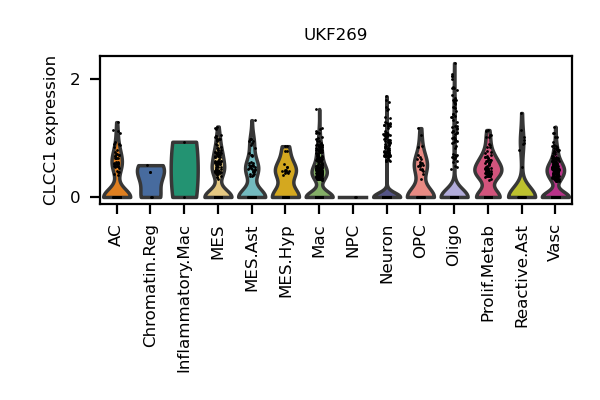 UKF269
CLCC1 expression
2
0
AC
Chromatin.Reg
Inflammatory.Mac
MES
MES.Ast
MES.Hyp
Mac
NPC
Neuron
OPC
Oligo
Prolif.Metab
Reactive.Ast
Vasc